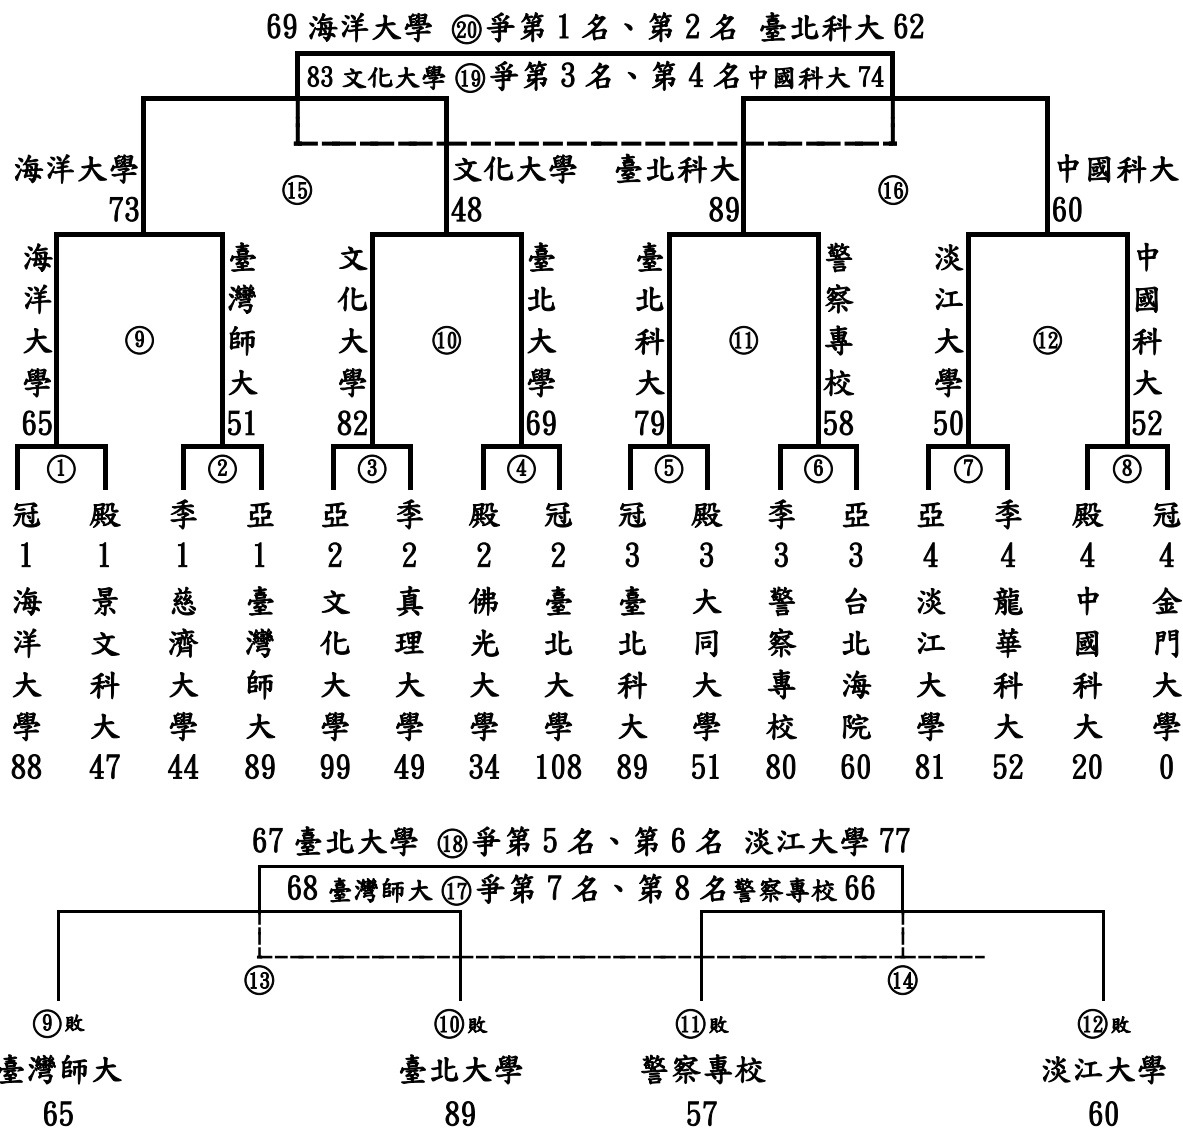 69 海洋大學 ⑳爭第 1 名、第 2 名 臺北科大 62
83 文化大學 ⑲爭第 3 名、第 4 名中國科大 74
海洋大學 73
⑮
文化大學 48
臺北科大 89
⑯
中國科大 60
海洋大學 65
⑨
臺灣師大 51
文化大學 82
⑩
臺北大學 69
臺北科大 79
⑪
警察專校 58
淡江大學 50
⑫
中國科大 52
① ② ③ ④ ⑤ ⑥ ⑦ ⑧
冠1 海洋大學 88
殿1 景文科大 47
季1 慈濟大學 44
亞1 臺灣師大 89
亞2 文化大學 99
季2 真理大學 49
殿2 佛光大學 34
冠2 臺北大學 108
冠3 臺北科大 89
殿3 大同大學 51
季3 警察專校 80
亞3 台北海院 60
亞4 淡江大學 81
季4 龍華科大 52
殿4 中國科大 20
冠4 金門大學 0
67 臺北大學 ⑱爭第 5 名、第 6 名 淡江大學 77
68 臺灣師大 ⑰爭第 7 名、第 8 名警察專校 66
⑬ ⑭
⑨敗 ⑩敗 ⑪敗 ⑫敗
臺灣師大 臺北大學 警察專校 淡江大學
65 89 57 60